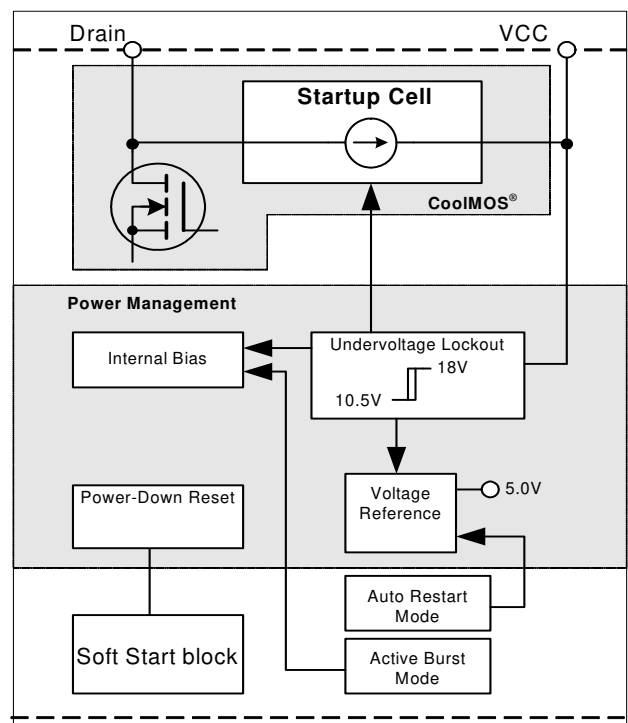 Drain
VCC
Startup Cell
CoolMOS®
Power Management
Internal Bias
Undervoltage Lockout
18V
10.5V
Power-Down Reset
Voltage
Reference
5.0V
Auto Restart
Mode
Soft Start block
Active Burst
Mode